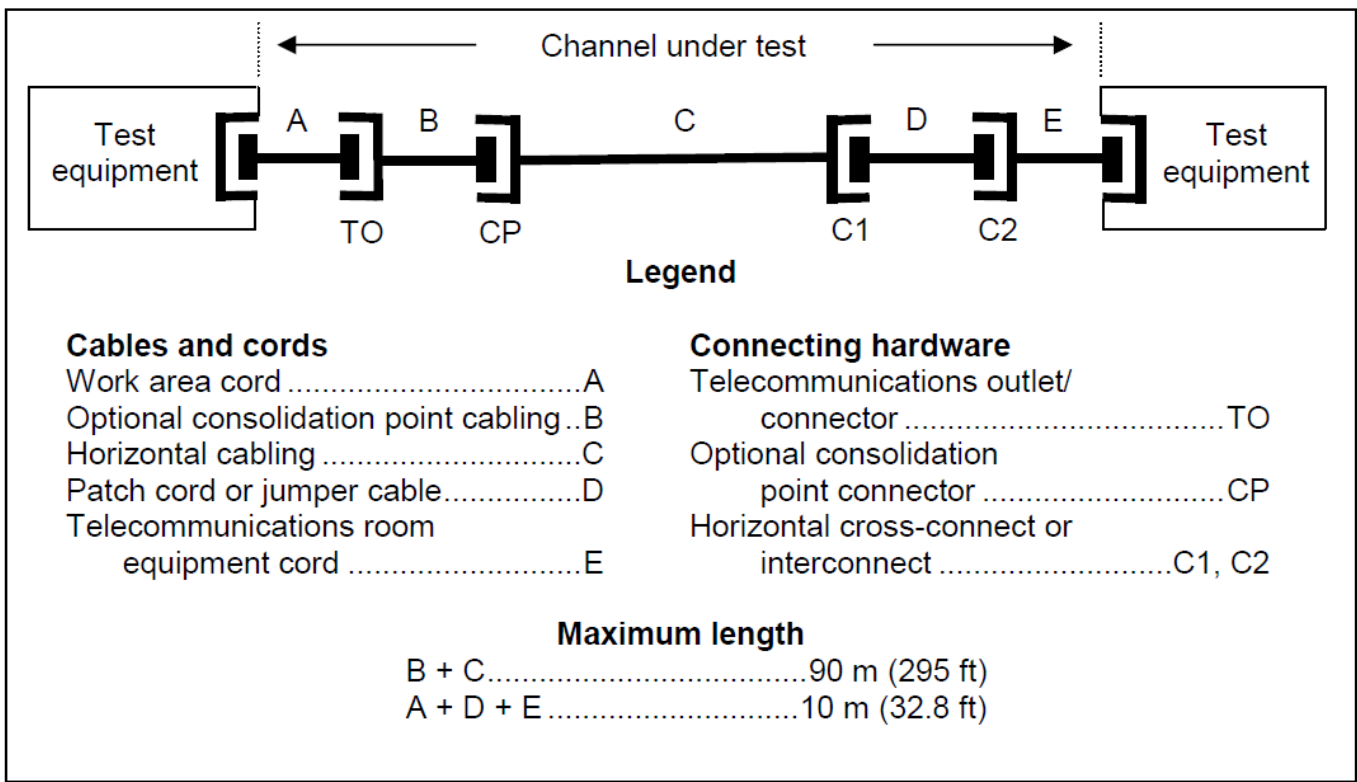 Channel under test
Test equipment
A
B
C
D
E
Test equipment
TO
CP
C1
C2
Legend
Cables and cords
Work area cord..................................A
Optional consolidation point cabling..B
Horizontal cabling ..............................C
Patch cord or jumper cable................D
Telecommunications room
equipment cord ...........................E
Connecting hardware
Telecommunications outlet/
connector .....................................TO
Optional consolidation
point connector ............................CP
Horizontal cross-connect or
interconnect ...........................C1, C2
Maximum length
B + C....................................90 m (295 ft)
A + D + E............................10 m (32.8 ft)